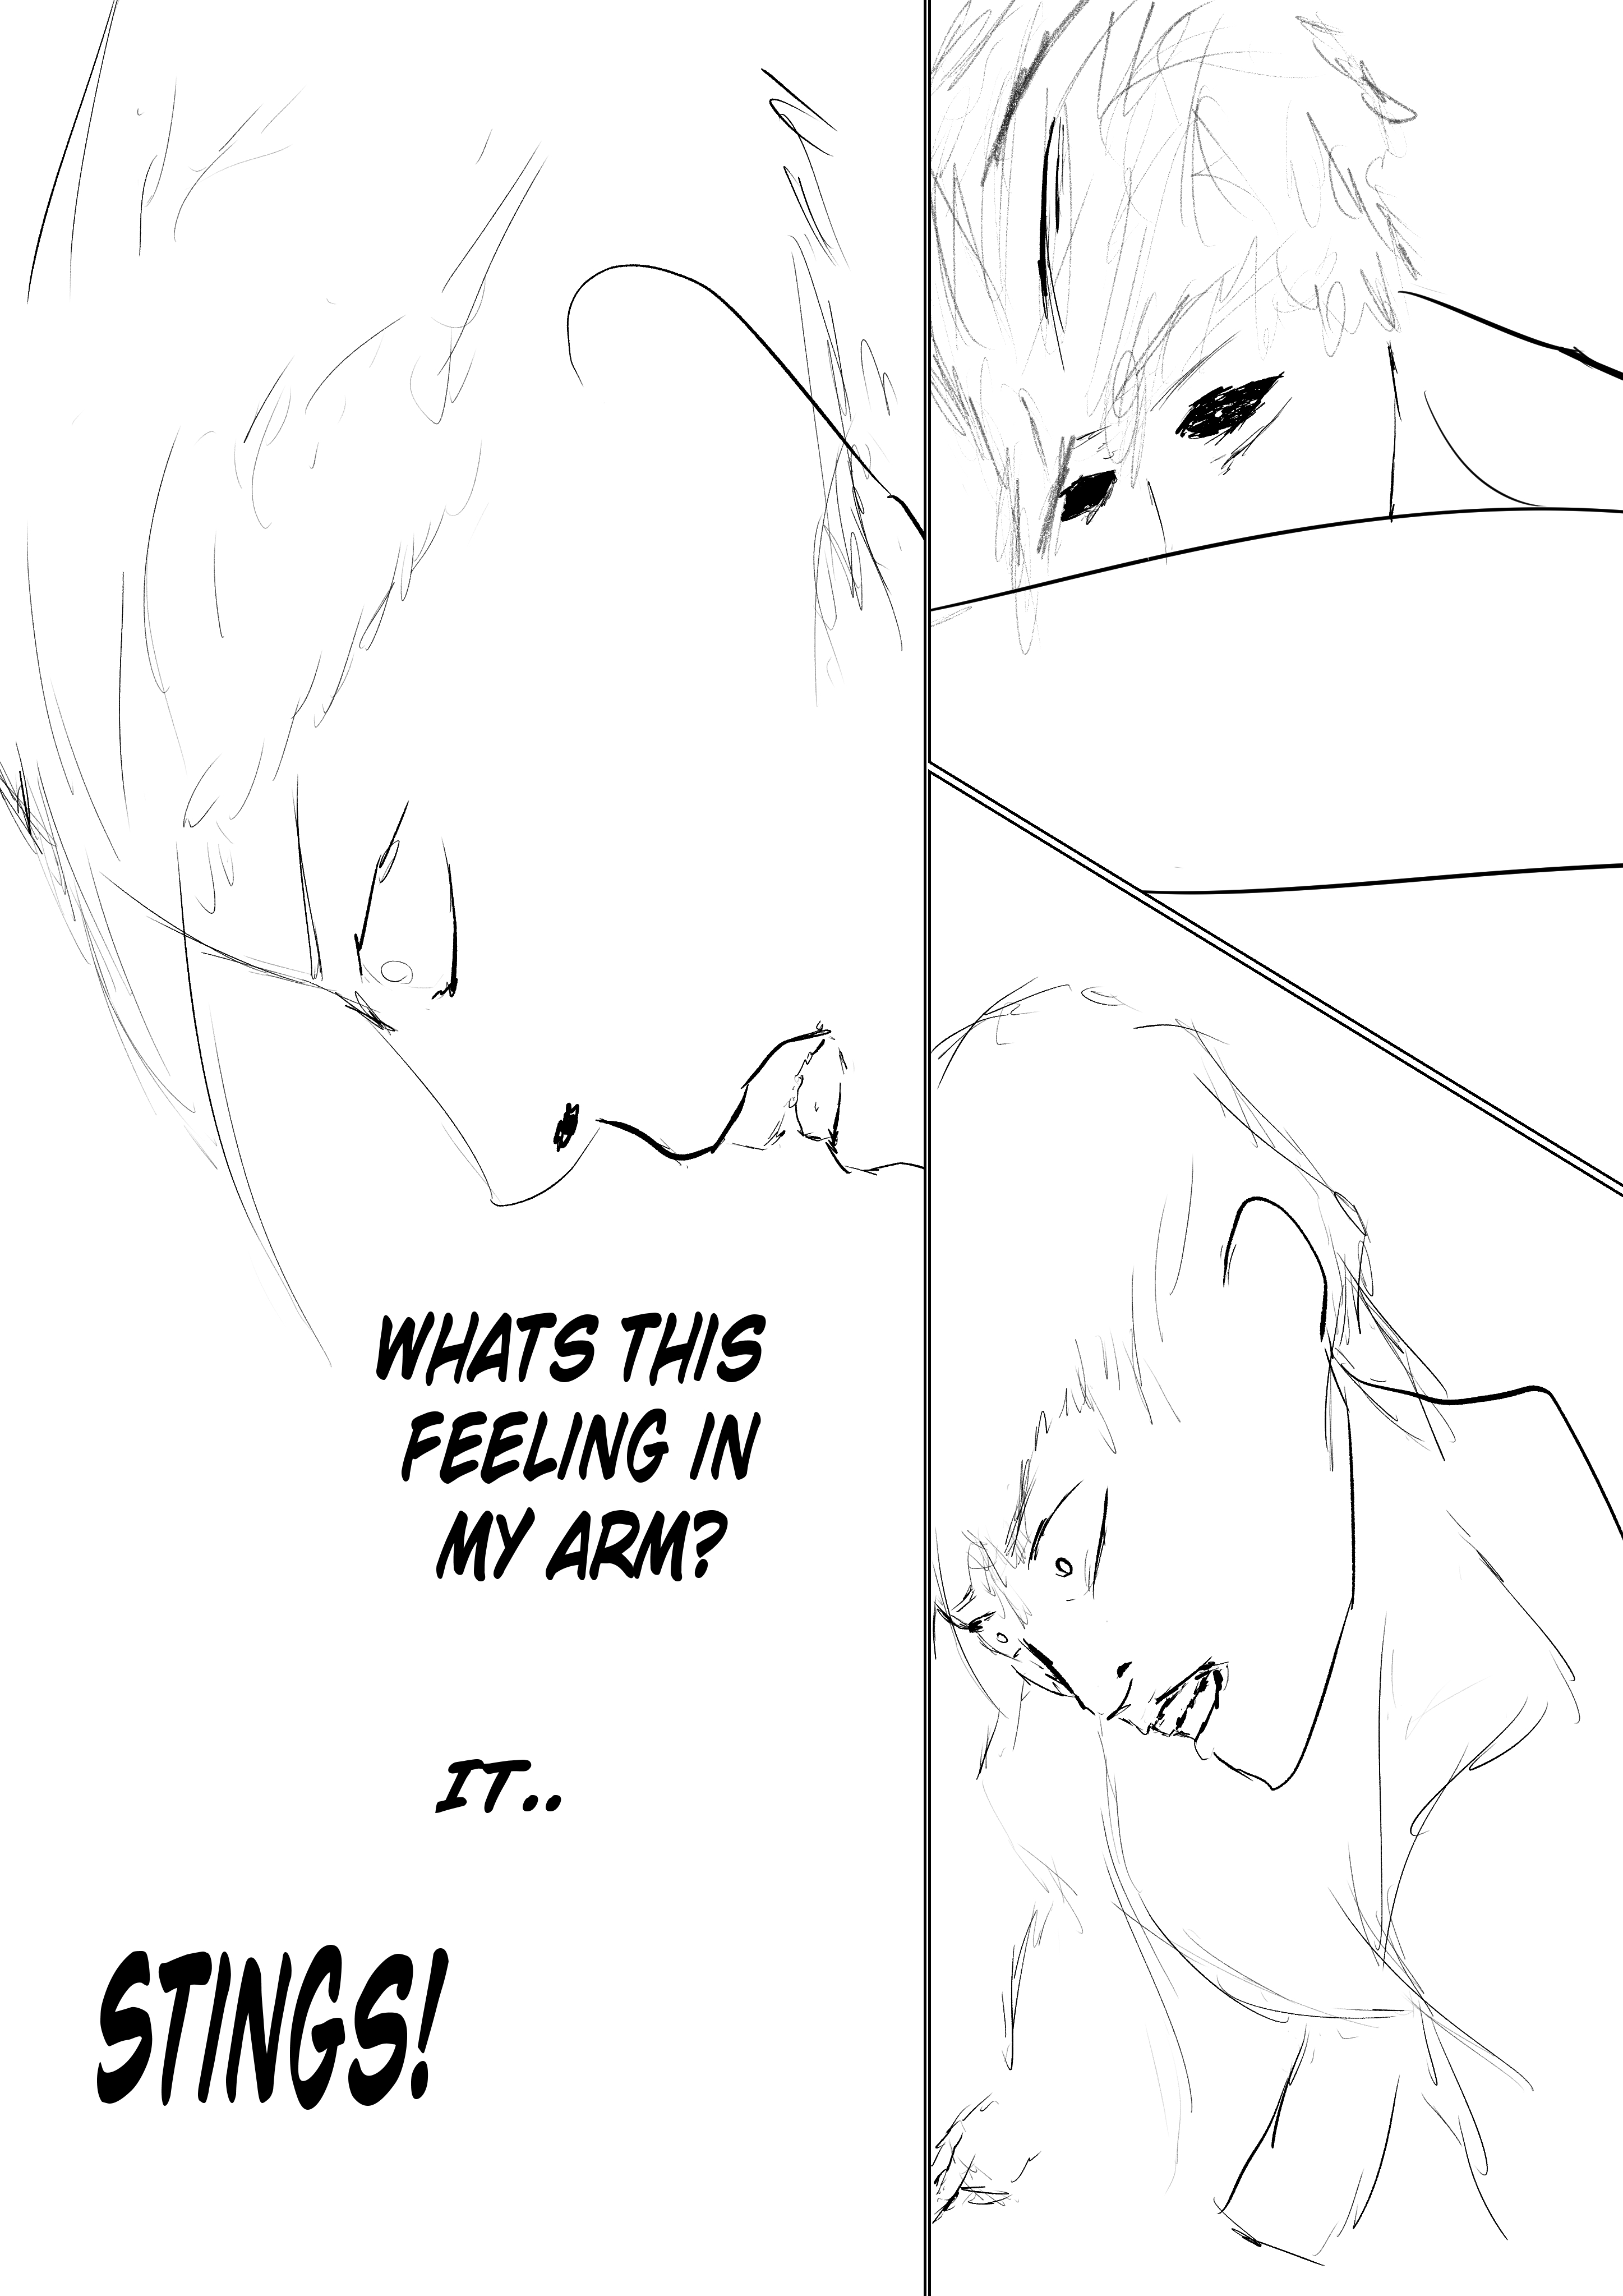 WHATS THIS
FEELING IN
MY ARM?
IT..
STINGS!